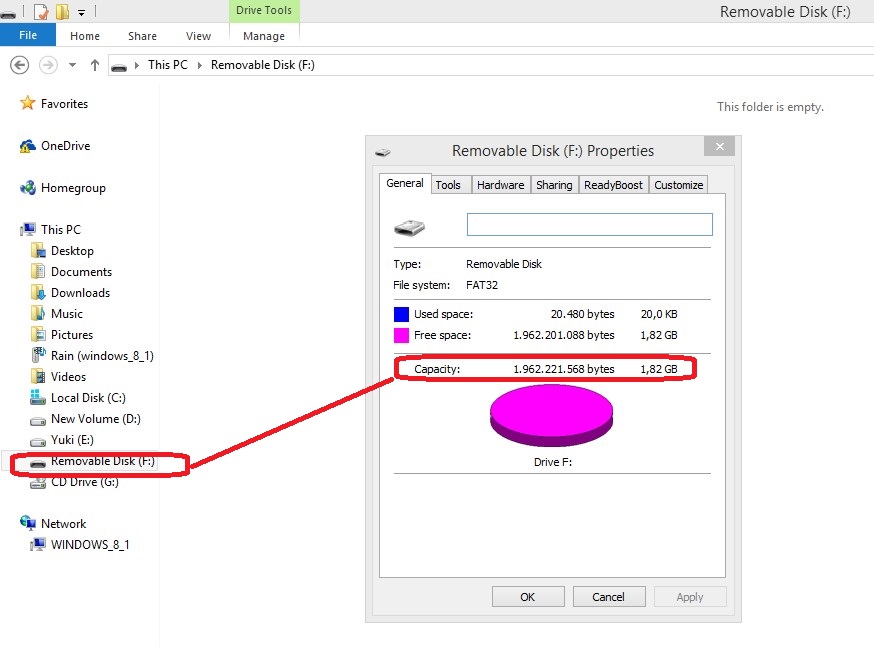 Drive Tools
Removable Disk (F:)
File Home Share View Manage
This PC Removable Disk (F:)
Favorites
OneDrive
Homegroup
This PC
Desktop
Documents
Downloads
Music
Pictures
Rain (windows_8_1)
Videos
Local Disk (C:)
New Volume (D:)
Yuki (E:)
Removable Disk (F:)
CD Drive (G:)
Network
WINDOWS_8_1
This folder is empty.
Removable Disk (F:) Properties
General Tools Hardware Sharing ReadyBoost Customize
Type: Removable Disk
File system: FAT32
Used space: 20.480 bytes 20,0 KB
Free space: 1.962.201.088 bytes 1,82 GB
Capacity: 1.962.221.568 bytes 1,82 GB
Drive F:
OK Cancel Apply